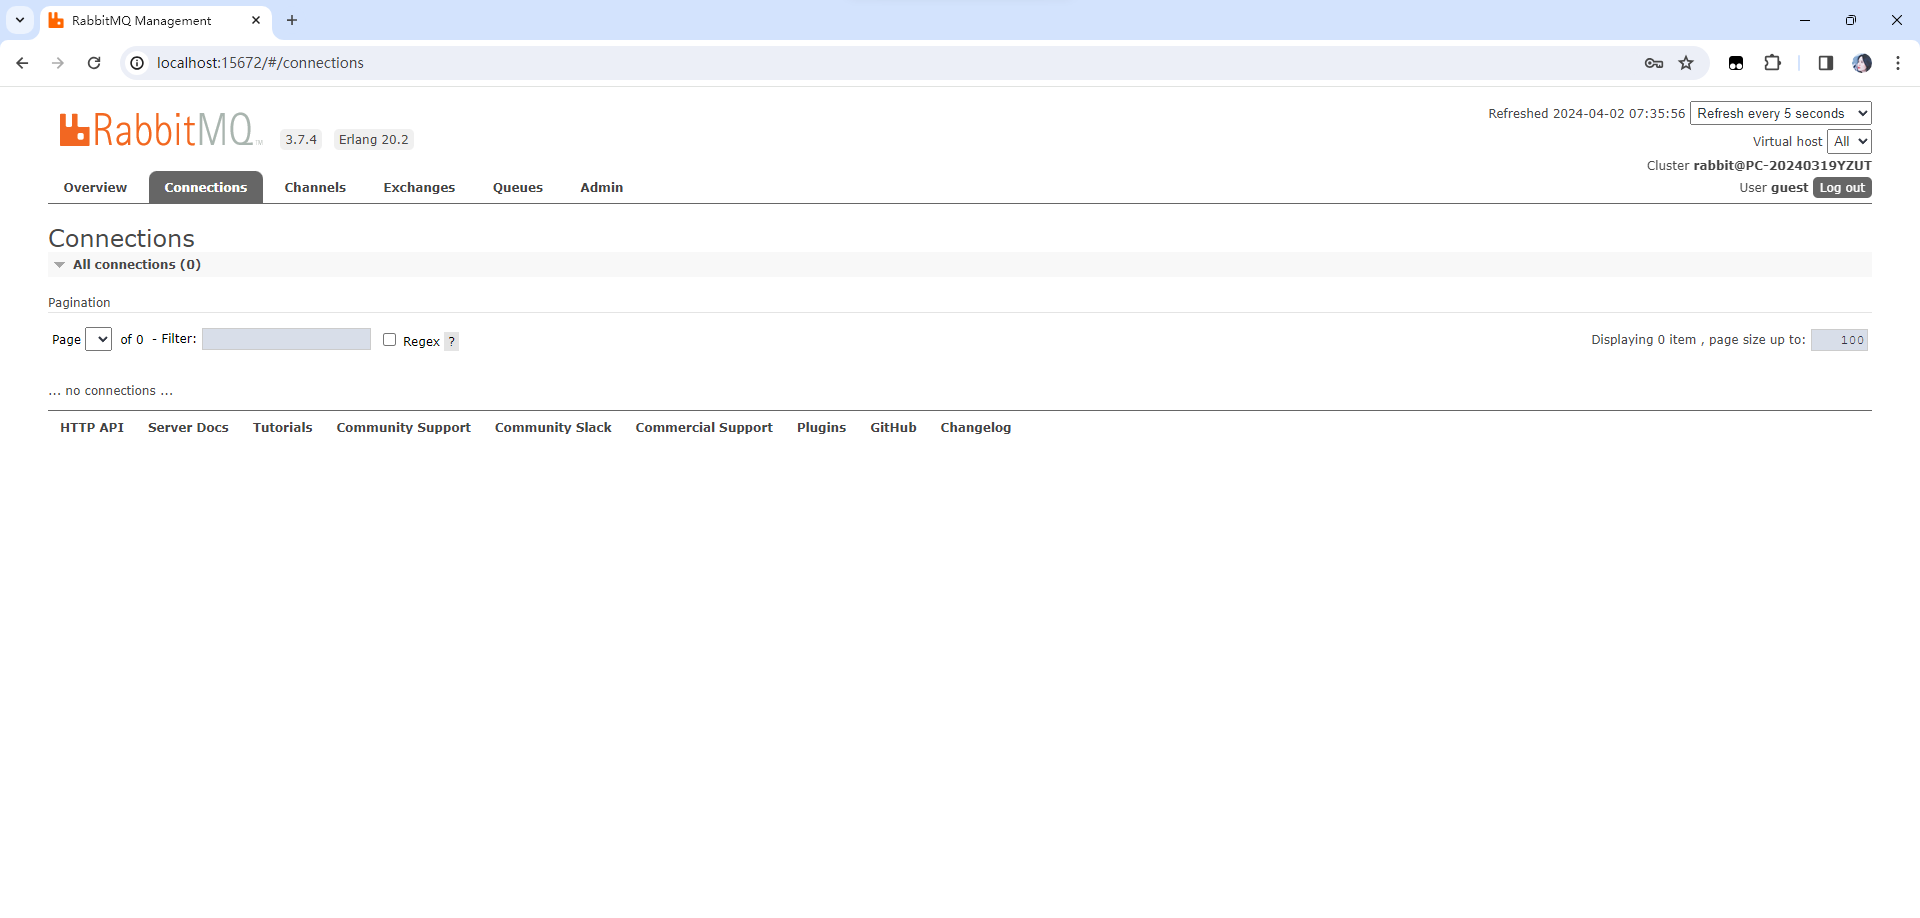 RabbitMQ Management
localhost:15672/#/connections
RabbitMQ TM 3.7.4 Erlang 20.2
Refreshed 2024-04-02 07:35:56 Refresh every 5 seconds
Virtual host All
Cluster rabbit@PC-20240319YZUT
User guest Log out
Overview Connections Channels Exchanges Queues Admin
Connections
All connections (0)
Pagination
Page of 0 - Filter: Regex ? Displaying 0 item , page size up to: 100
... no connections ...
HTTP API Server Docs Tutorials Community Support Community Slack Commercial Support Plugins GitHub Changelog